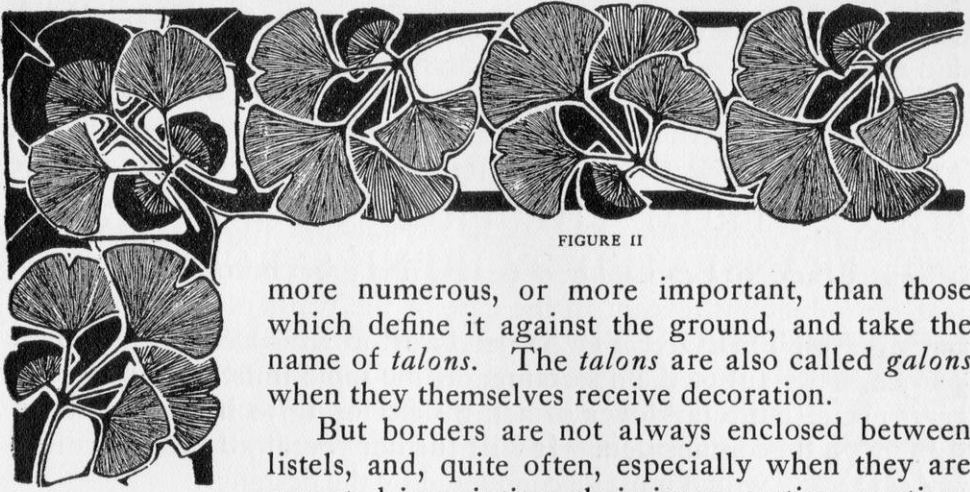 FIGURE II
more numerous, or more important, than those
which define it against the ground, and take the
name of talons. The talons are also called galons
when they themselves receive decoration.
But borders are not always enclosed between
listels, and, quite often, especially when they are